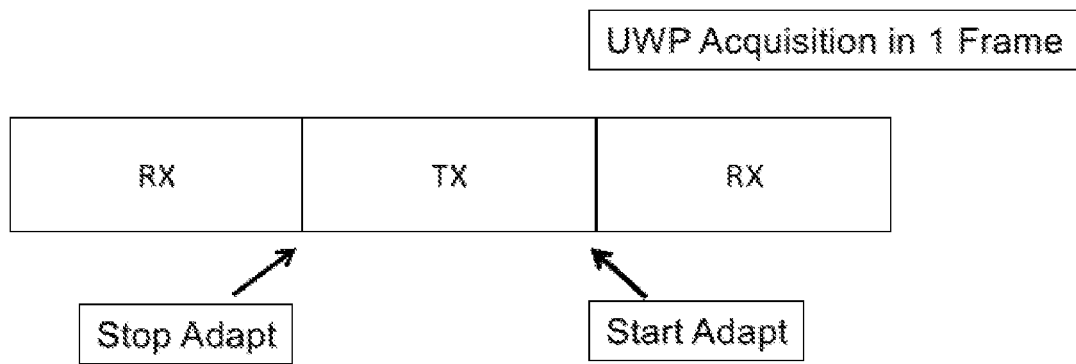 UWP Acquisition in 1 Frame
RX TX RX
Stop Adapt Start Adapt